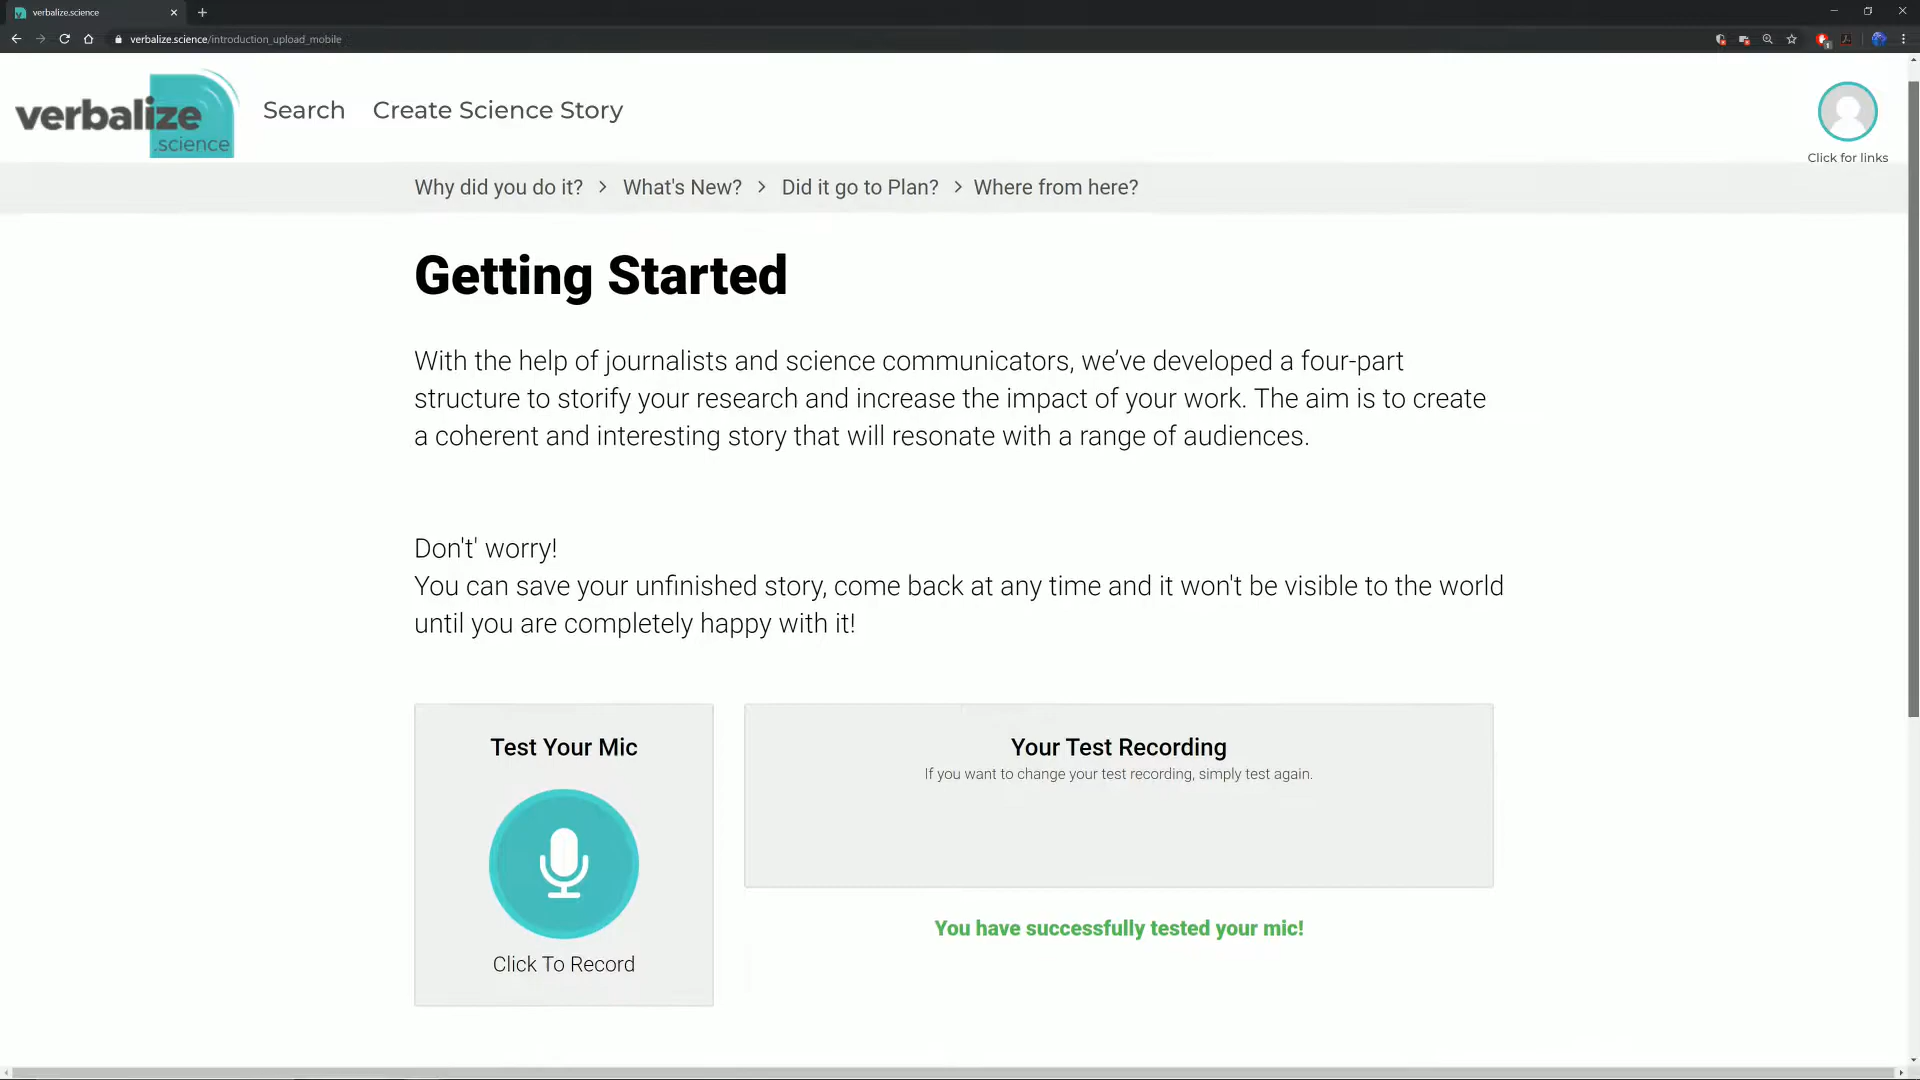 verbalize.science
verbalize.science/introduction_upload_mobile
verbalize
.science
Search
Create Science Story
Click for links
Why did you do it? > What's New? > Did it go to Plan? > Where from here?
Getting Started
With the help of journalists and science communicators, we’ve developed a four-part
structure to storify your research and increase the impact of your work. The aim is to create
a coherent and interesting story that will resonate with a range of audiences.
Don't' worry!
You can save your unfinished story, come back at any time and it won't be visible to the world
until you are completely happy with it!
Test Your Mic
Click To Record
Your Test Recording
If you want to change your test recording, simply test again.
You have successfully tested your mic!